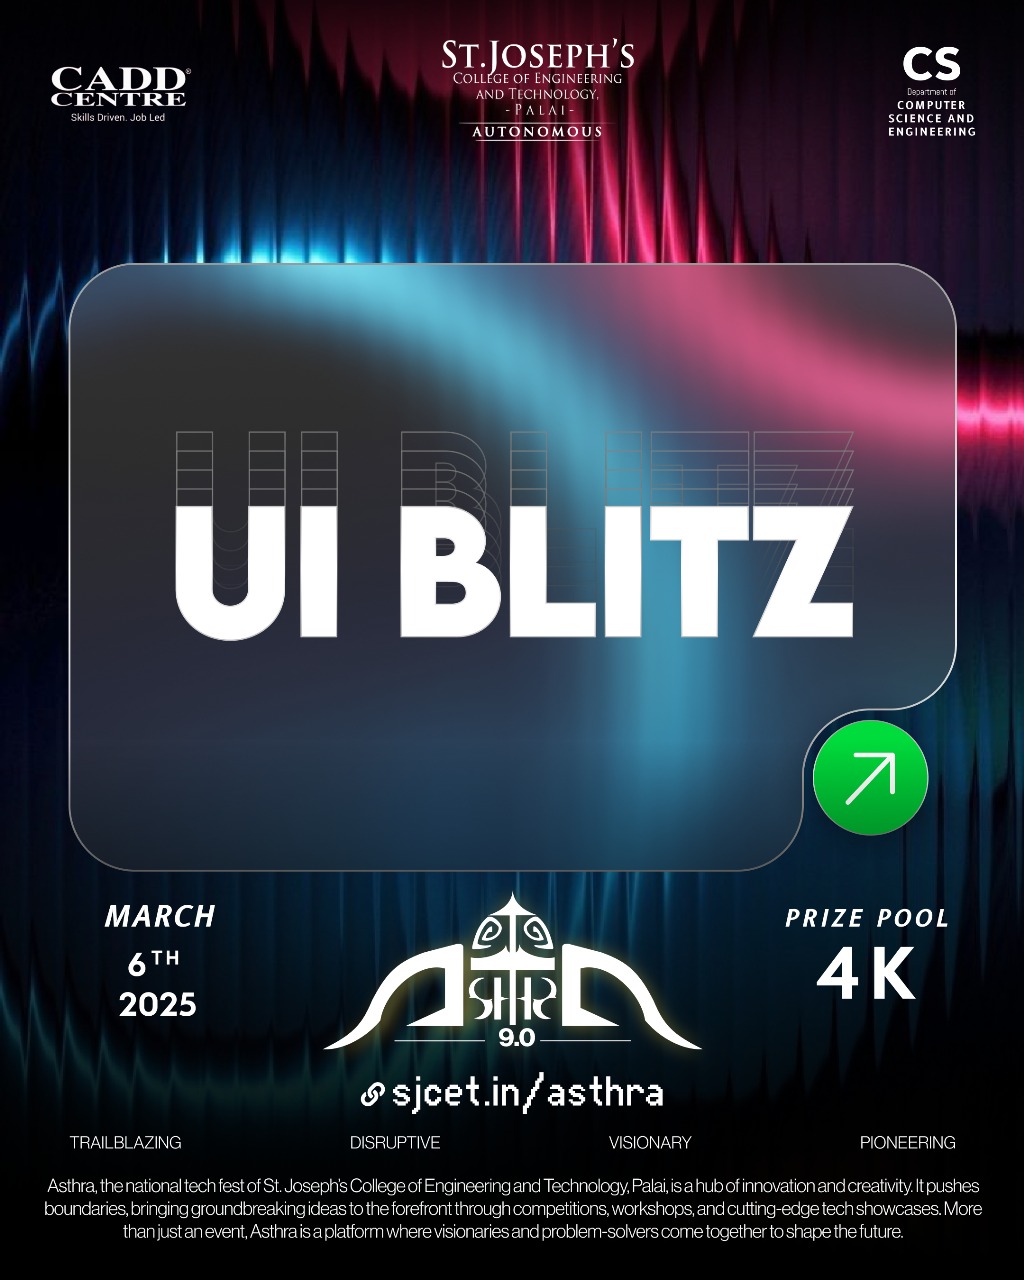 CADD
CENTRE
Skills Driven. Job Led
ST.JOSEPH'S
COLLEGE OF ENGINEERING
AND TECHNOLOGY,
- PALAI -
AUTONOMOUS
CS
Department of
COMPUTER
SCIENCE AND
ENGINEERING
UI BLITZ
MARCH
6TH
2025
ASTHRA
9.0
PRIZE POOL
4K
sjcet.in/asthra
TRAILBLAZING DISRUPTIVE VISIONARY PIONEERING
Asthra, the national tech fest of St. Joseph's College of Engineering and Technology, Palai, is a hub of innovation and creativity. It pushes
boundaries, bringing groundbreaking ideas to the forefront through competitions, workshops, and cutting-edge tech showcases. More
than just an event, Asthra is a platform where visionaries and problem-solvers come together to shape the future.